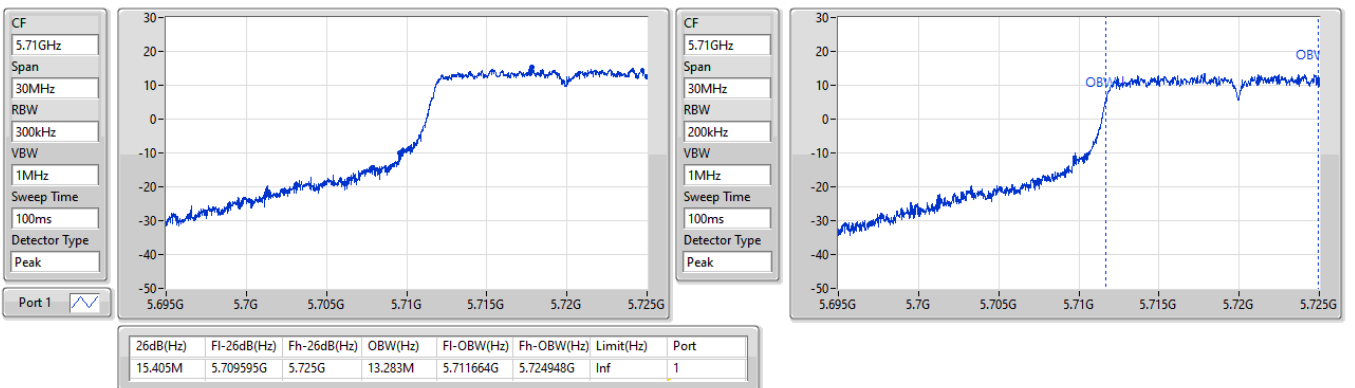 CF
5.71GHz
Span
30MHz
RBW
300kHz
VBW
1MHz
Sweep Time
100ms
Detector Type
Peak
Port 1
30
20
10
0
-10
-20
-30
-40
-50
5.695G 5.7G 5.705G 5.71G 5.715G 5.72G 5.725G
CF
5.71GHz
Span
30MHz
RBW
200kHz
VBW
1MHz
Sweep Time
100ms
Detector Type
Peak
30
20
10
0
-10
-20
-30
-40
-50
OBW
5.695G 5.7G 5.705G 5.71G 5.715G 5.72G 5.725G
26dB(Hz) Fl-26dB(Hz) Fh-26dB(Hz) OBW(Hz) Fl-OBW(Hz) Fh-OBW(Hz) Limit(Hz) Port
15.405M 5.709595G 5.725G 13.283M 5.711664G 5.724948G Inf 1